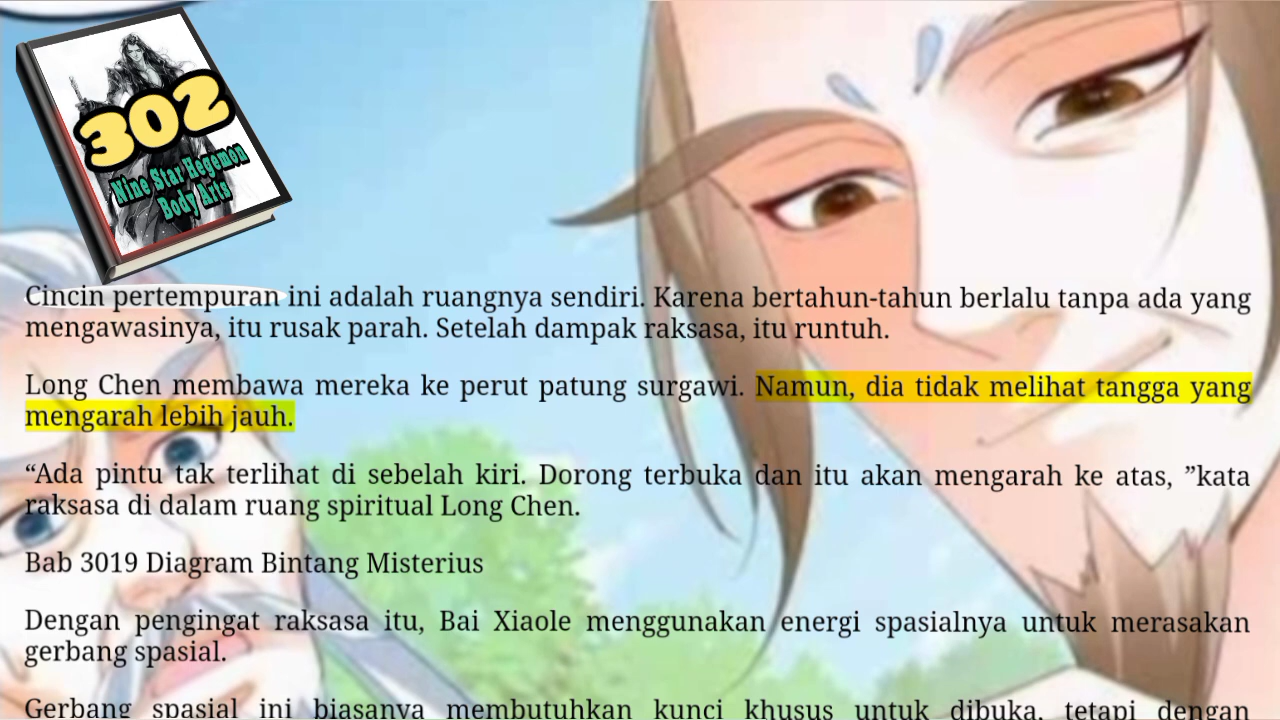 302
Nine Star Hegemon
Body Arts
Cincin pertempuran ini adalah ruangnya sendiri. Karena bertahun-tahun berlalu tanpa ada yang
mengawasinya, itu rusak parah. Setelah dampak raksasa, itu runtuh.
Long Chen membawa mereka ke perut patung surgawi. Namun, dia tidak melihat tangga yang
mengarah lebih jauh.
“Ada pintu tak terlihat di sebelah kiri. Dorong terbuka dan itu akan mengarah ke atas, ”kata
raksasa di dalam ruang spiritual Long Chen.
Bab 3019 Diagram Bintang Misterius
Dengan pengingat raksasa itu, Bai Xiaole menggunakan energi spasialnya untuk merasakan
gerbang spasial.
Gerbang spasial ini biasanya membutuhkan kunci khusus untuk dibuka, tetapi dengan